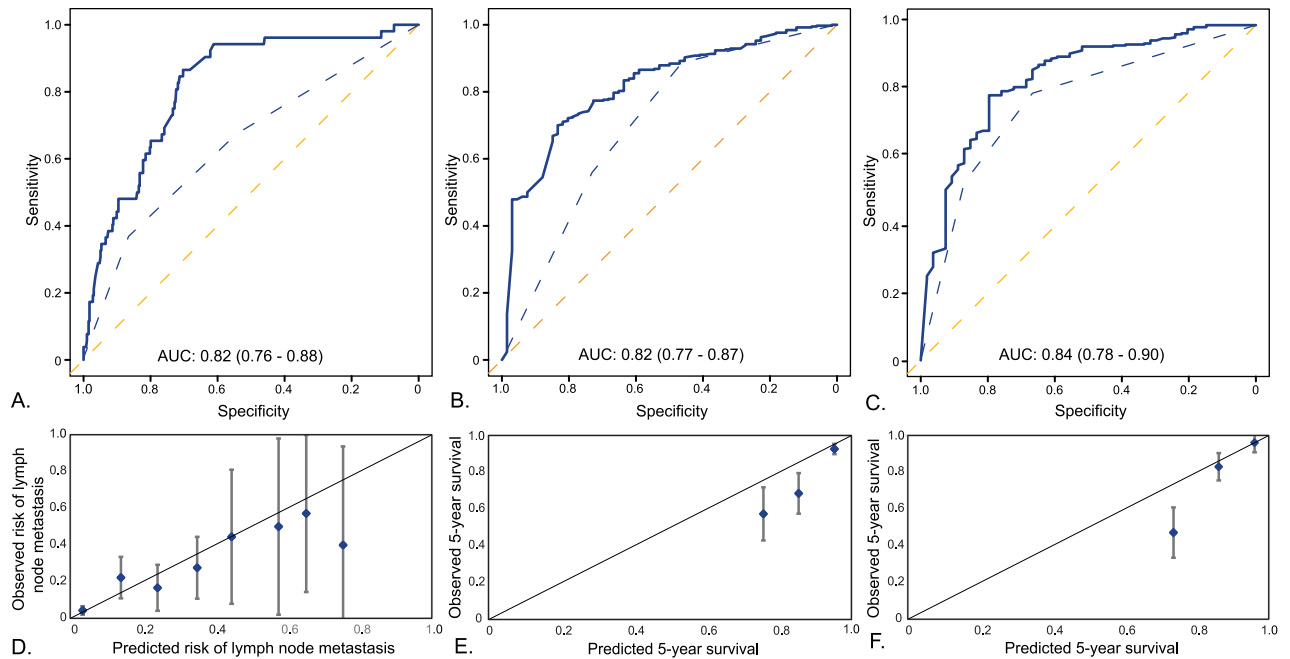 1.0
0.8
0.6
0.4
0.2
0
Sensitivity
AUC: 0.82 (0.76 - 0.88)
1.0 0.8 0.6 0.4 0.2 0
Specificity
A.
1.0
0.8
0.6
0.4
0.2
0
Sensitivity
AUC: 0.82 (0.77 - 0.87)
1.0 0.8 0.6 0.4 0.2 0
Specificity
B.
1.0
0.8
0.6
0.4
0.2
0
Sensitivity
AUC: 0.84 (0.78 - 0.90)
1.0 0.8 0.6 0.4 0.2 0
Specificity
C.
1.0
0.8
0.6
0.4
0.2
0
Observed risk of lymph
node metastasis
0 0.2 0.4 0.6 0.8 1.0
Predicted risk of lymph node metastasis
D.
1.0
0.8
0.6
0.4
0.2
0
Observed 5-year survival
0 0.2 0.4 0.6 0.8 1.0
Predicted 5-year survival
E.
1.0
0.8
0.6
0.4
0.2
0
Observed 5-year survival
0 0.2 0.4 0.6 0.8 1.0
Predicted 5-year survival
F.